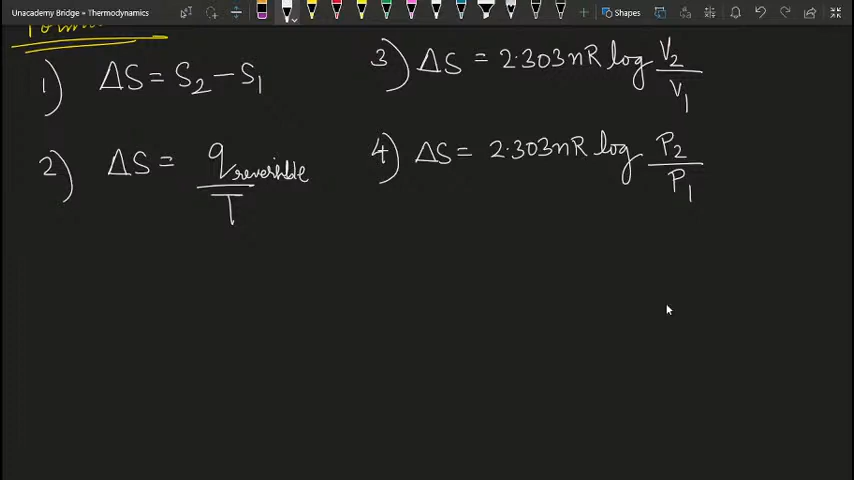 Unacademy Bridge » Thermodynamics
Shapes
1) ΔS = S₂ − S₁
2) ΔS = q reversible / T
3) ΔS = 2.303nR log V₂ / V₁
4) ΔS = 2.303nR log P₂ / P₁